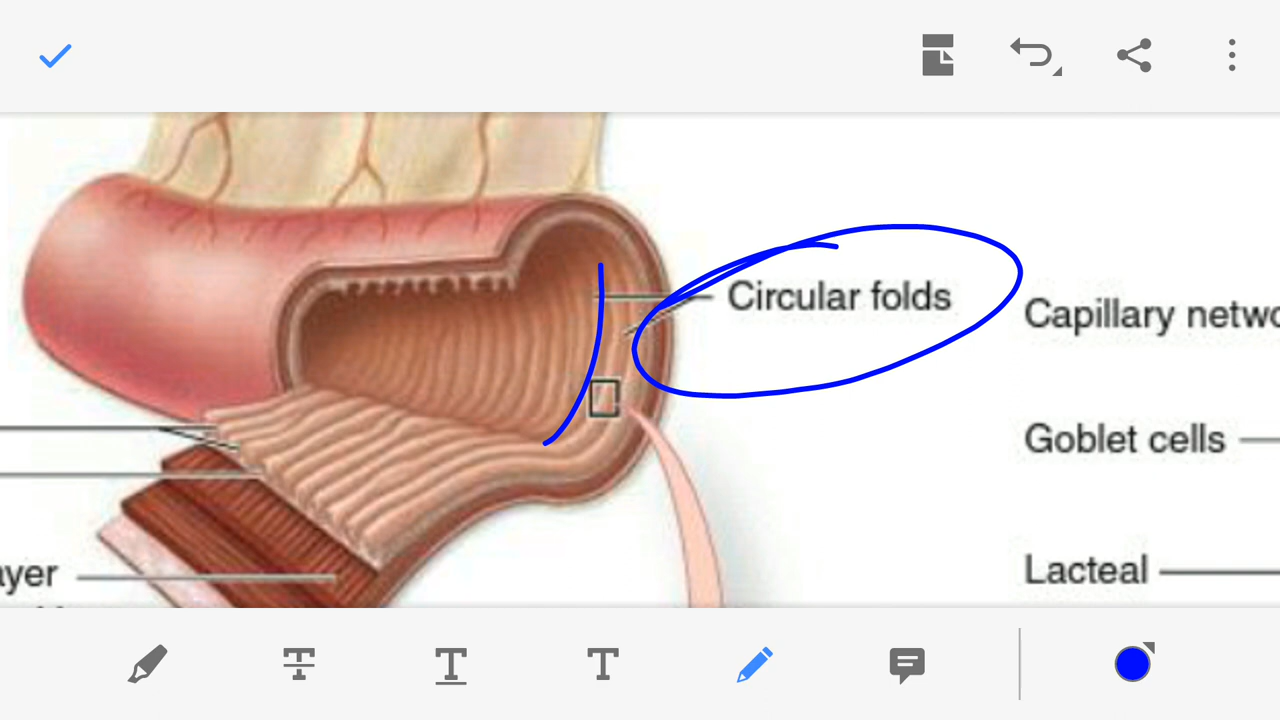 Circular folds
Capillary netwo
Goblet cells
ayer
Lacteal